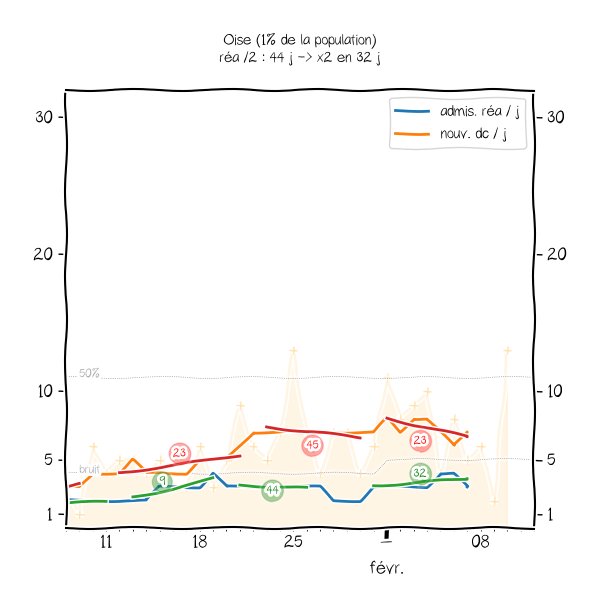 Oise (1% de la population)
réa /2 : 44 j -> x2 en 32 j
admis. réa / j
nouv. dc / j
30 30
20 20
50%
10 10
23 45 23
5 bruit 5
9 44 32
1 1
11 18 25 1 08
févr.